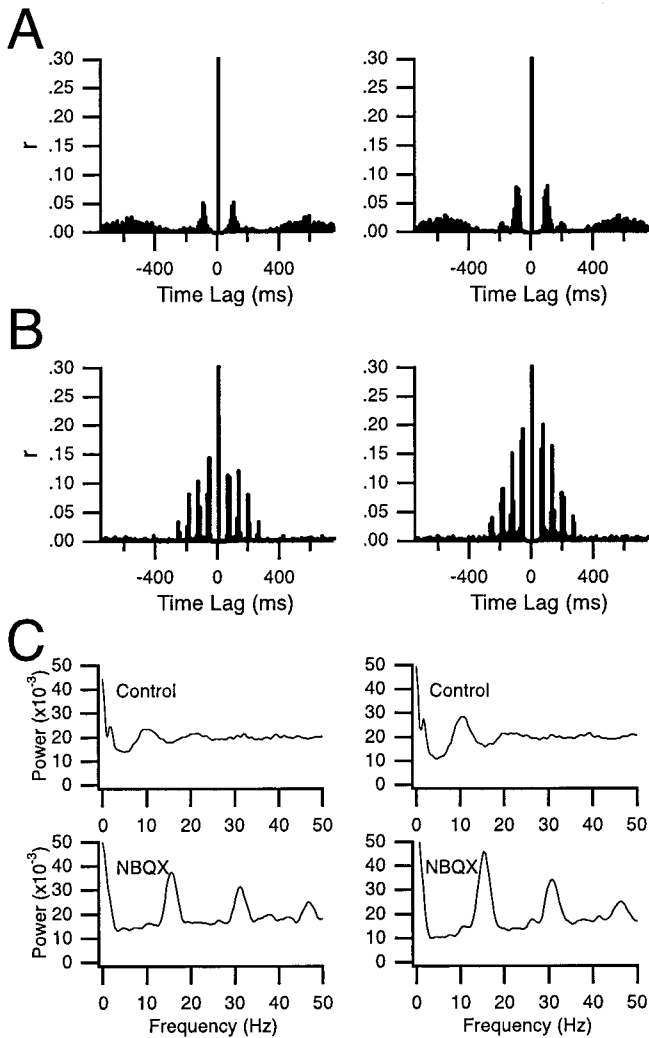 A
.30 .30
.25 .25
.20 .20
r
.15 .15
.10 .10
.05 .05
.00 .00
-400 0 400 -400 0 400
Time Lag (ms) Time Lag (ms)
B
.30 .30
.25 .25
.20 .20
r
.15 .15
.10 .10
.05 .05
.00 .00
-400 0 400 -400 0 400
Time Lag (ms) Time Lag (ms)
C
50 50
Control Control
40 40
30 30
20 20
10 10
0 0
Power (x10-3)
0 10 20 30 40 50 0 10 20 30 40 50
50 50
NBQX NBQX
40 40
30 30
20 20
10 10
0 0
Power (x10-3)
0 10 20 30 40 50 0 10 20 30 40 50
Frequency (Hz) Frequency (Hz)